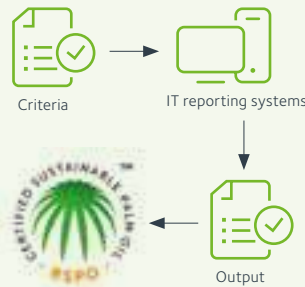 Criteria
IT reporting systems
CERTIFIED SUSTAINABLE PALM OIL
RSPO
Output